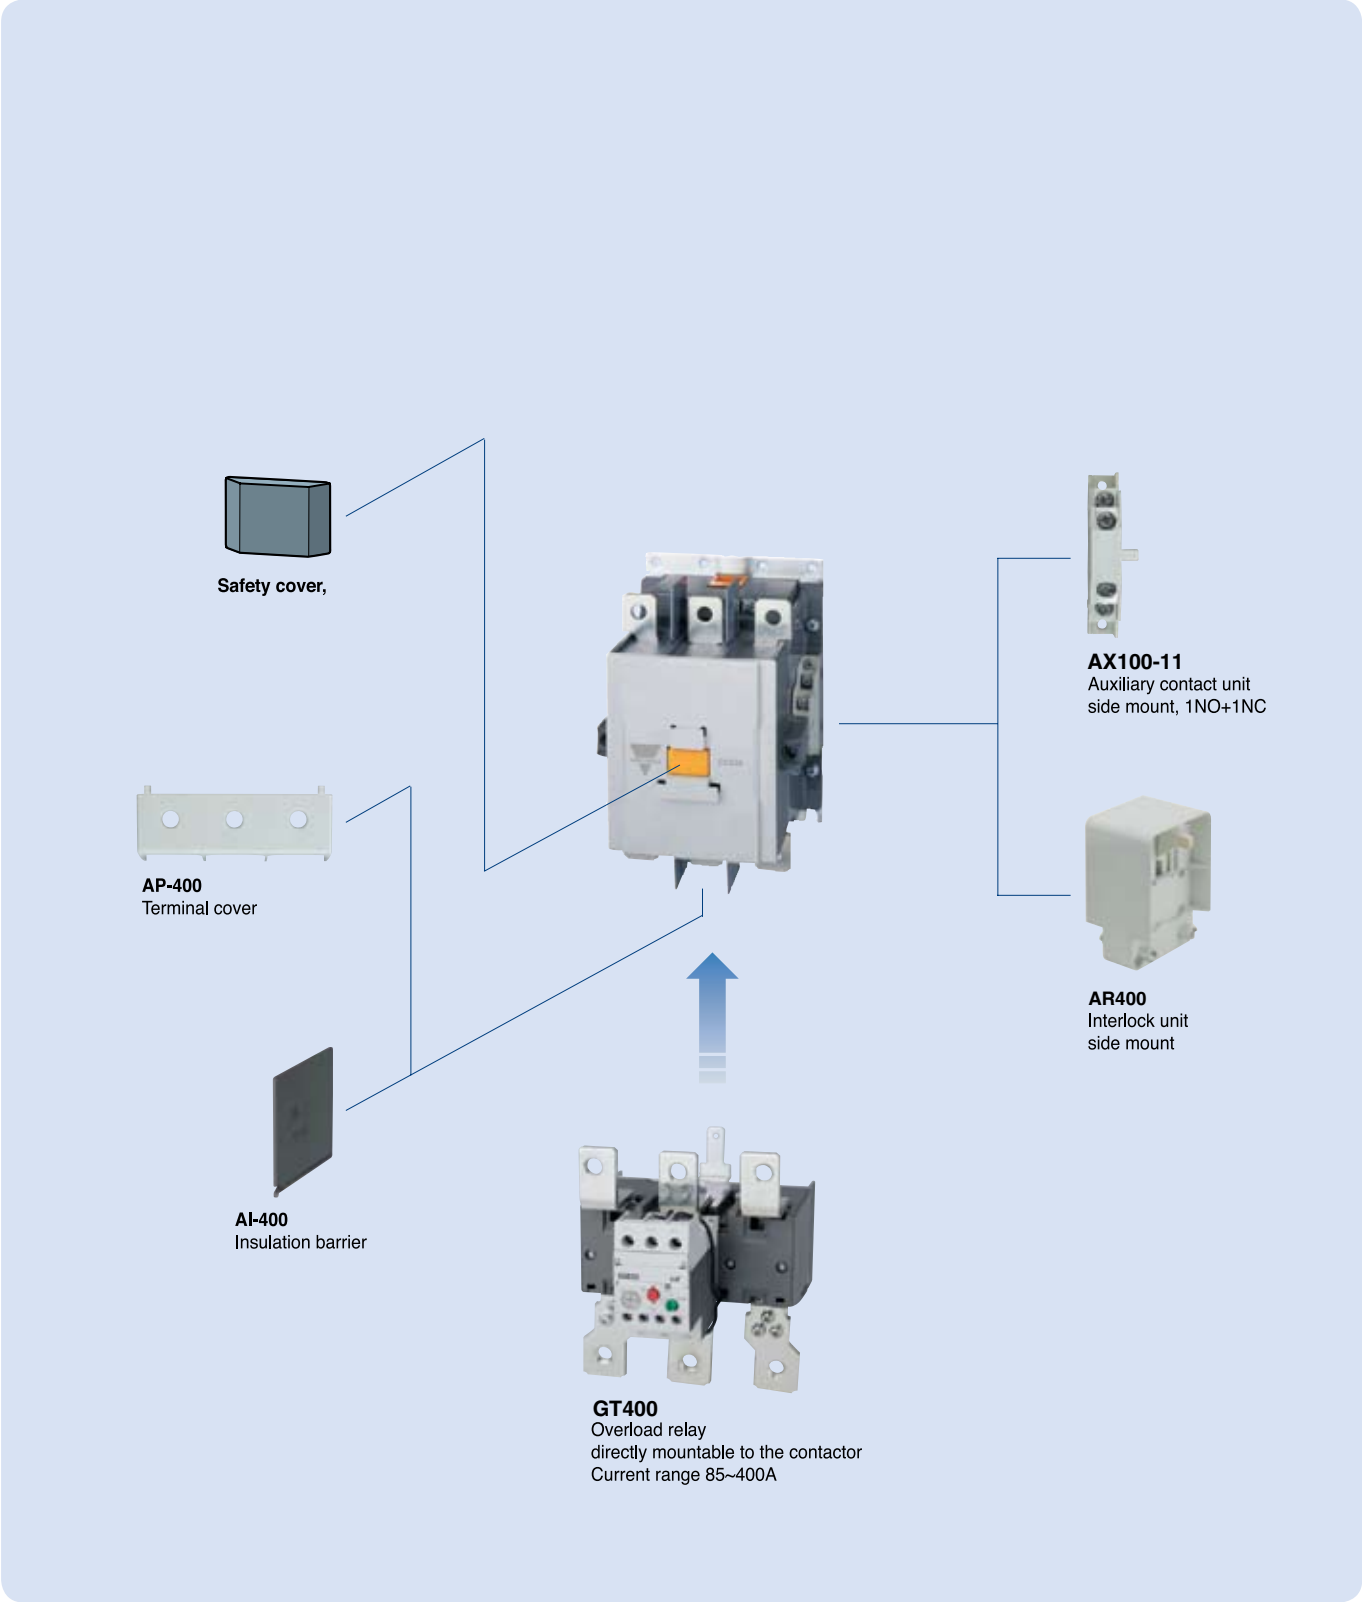 Safety cover,
AX100-11
Auxiliary contact unit
side mount, 1NO+1NC
AP-400
Terminal cover
AR400
Interlock unit
side mount
AI-400
Insulation barrier
GT400
Overload relay
directly mountable to the contactor
Current range 85~400A